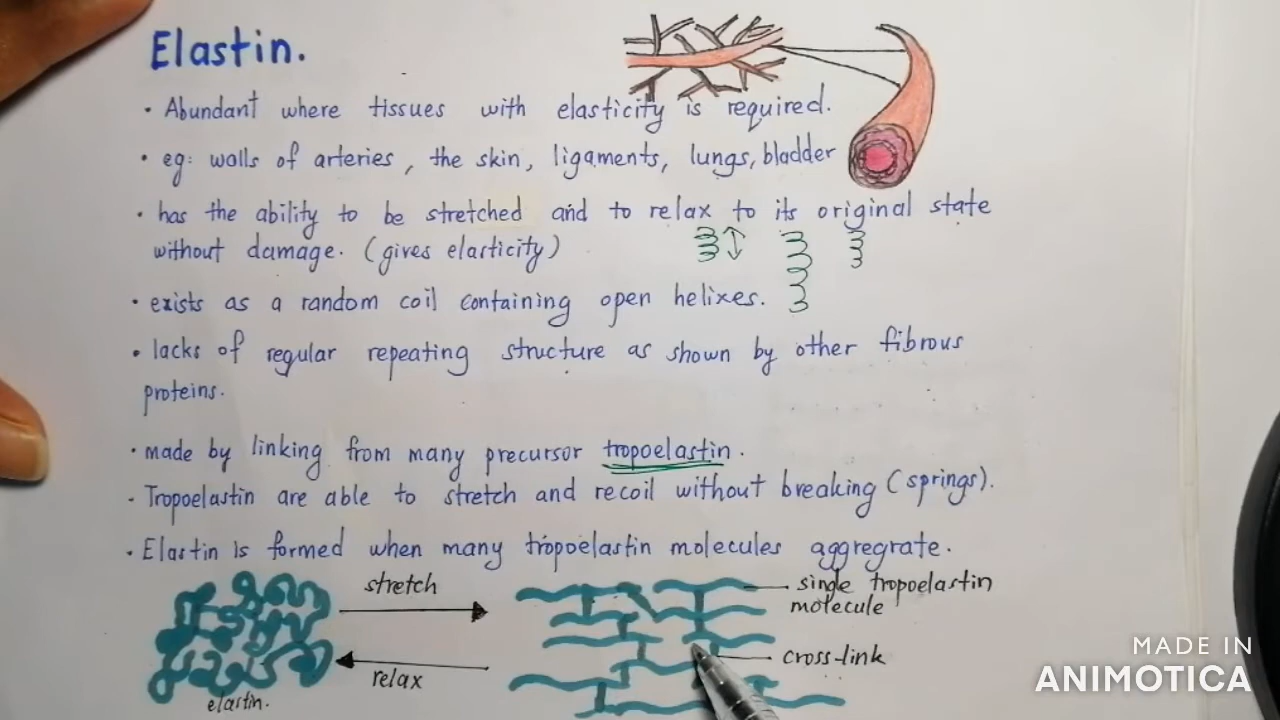 Elastin.
• Abundant where tissues with elasticity is required.
• eg: walls of arteries, the skin, ligaments, lungs, bladder
• has the ability to be stretched and to relax to its original state
without damage. (gives elasticity)
• exists as a random coil containing open helixes.
• lacks of regular repeating structure as shown by other fibrous
proteins.
• made by linking from many precursor tropoelastin.
- Tropoelastin are able to stretch and recoil without breaking (springs).
• Elastin is formed when many tropoelastin molecules aggregrate.
stretch
single tropoelastin
molecule
cross-link
relax
elastin.
MADE IN
ANIMOTICA